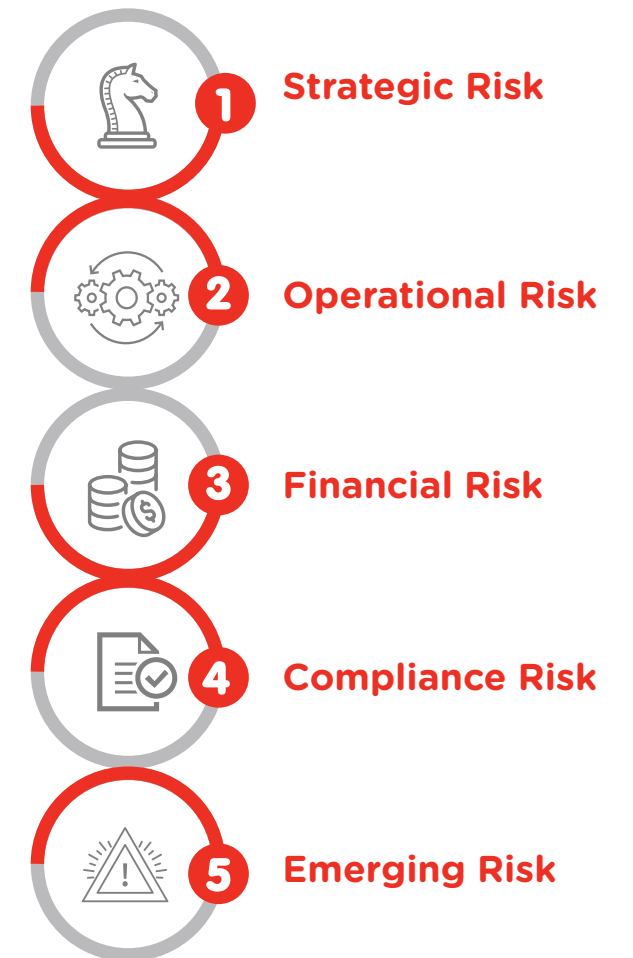 1 Strategic Risk
2 Operational Risk
$
3 Financial Risk
4 Compliance Risk
!
5 Emerging Risk